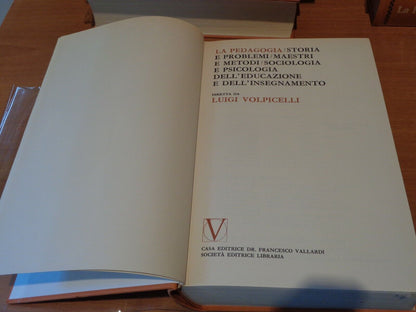 LA PEDAGOGIA/STORIA
E PROBLEMI/MAESTRI
E METODI/SOCIOLOGIA
E PSICOLOGIA
DELL'EDUCAZIONE
E DELL'INSEGNAMENTO
DIRETTA DA
LUIGI VOLPICELLI
V
CASA EDITRICE DR. FRANCESCO VALLARDI
SOCIETÀ EDITRICE LIBRARIA